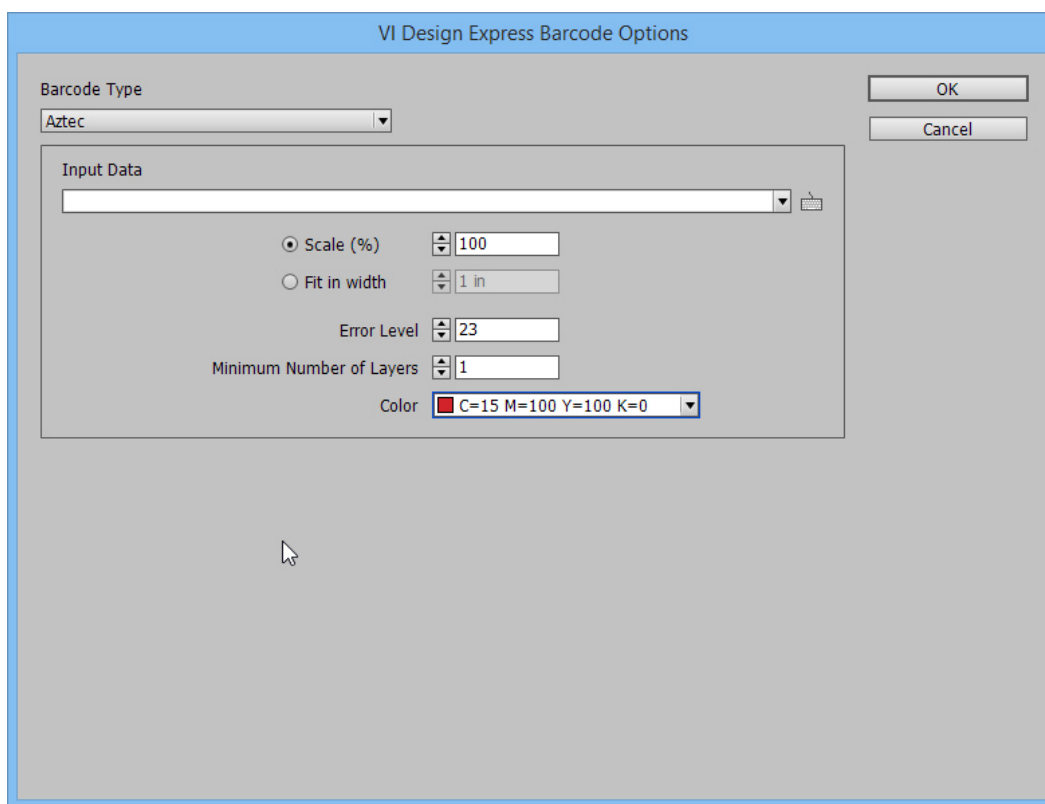 VI Design Express Barcode Options
Barcode Type
OK
Aztec
Cancel
Input Data
Scale (%) 100
Fit in width 1 in
Error Level 23
Minimum Number of Layers 1
Color C=15 M=100 Y=100 K=0